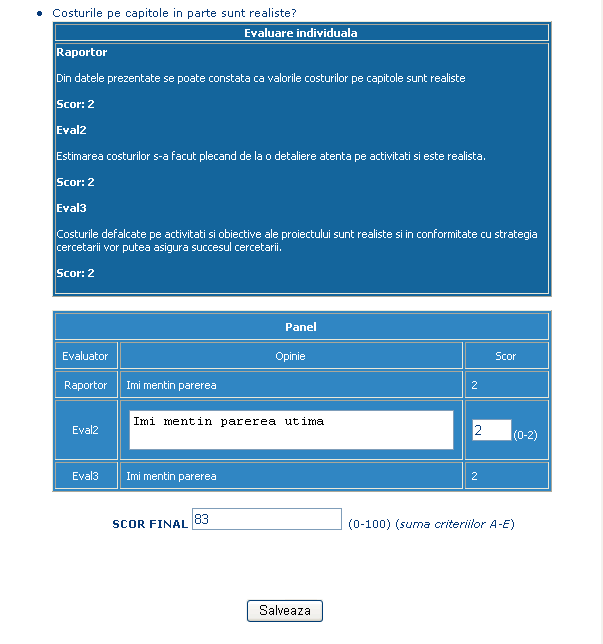 Costurile pe capitole in parte sunt realiste?
Evaluare individuala
Raportor
Din datele prezentate se poate constata ca valorile costurilor pe capitole sunt realiste
Scor: 2
Eval2
Estimarea costurilor s-a facut plecand de la o detaliere atenta pe activitati si este realista.
Scor: 2
Eval3
Costurile defalcate pe activitati si obiective ale proiectului sunt realiste si in conformitate cu strategia
cercetarii vor putea asigura succesul cercetarii.
Scor: 2
Panel
Evaluator Opinie Scor
Raportor Imi mentin parerea 2
Eval2 Imi mentin parerea utima 2 (0-2)
Eval3 Imi mentin parerea 2
SCOR FINAL 83 (0-100) (suma criteriilor A-E)
Salveaza